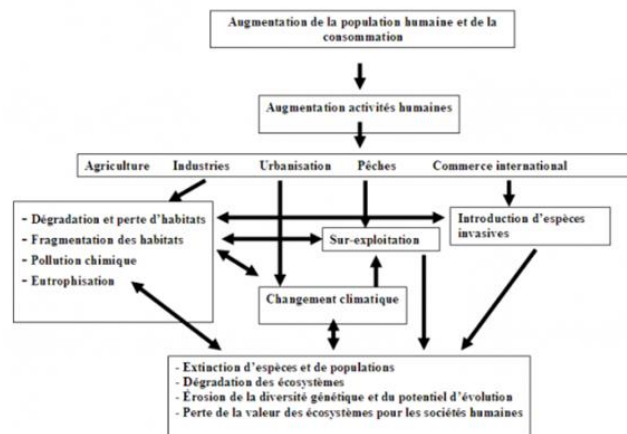 Augmentation de la population humaine et de la
consommation
Augmentation activités humaines
Agriculture Industries Urbanisation Pêches Commerce international
- Dégradation et perte d'habitats
- Fragmentation des habitats
- Pollution chimique
- Eutrophisation
Sur-exploitation
Introduction d'espèces
invasives
Changement climatique
- Extinction d'espèces et de populations
- Dégradation des écosystèmes
- Érosion de la diversité génétique et du potentiel d'évolution
- Perte de la valeur des écosystèmes pour les sociétés humaines